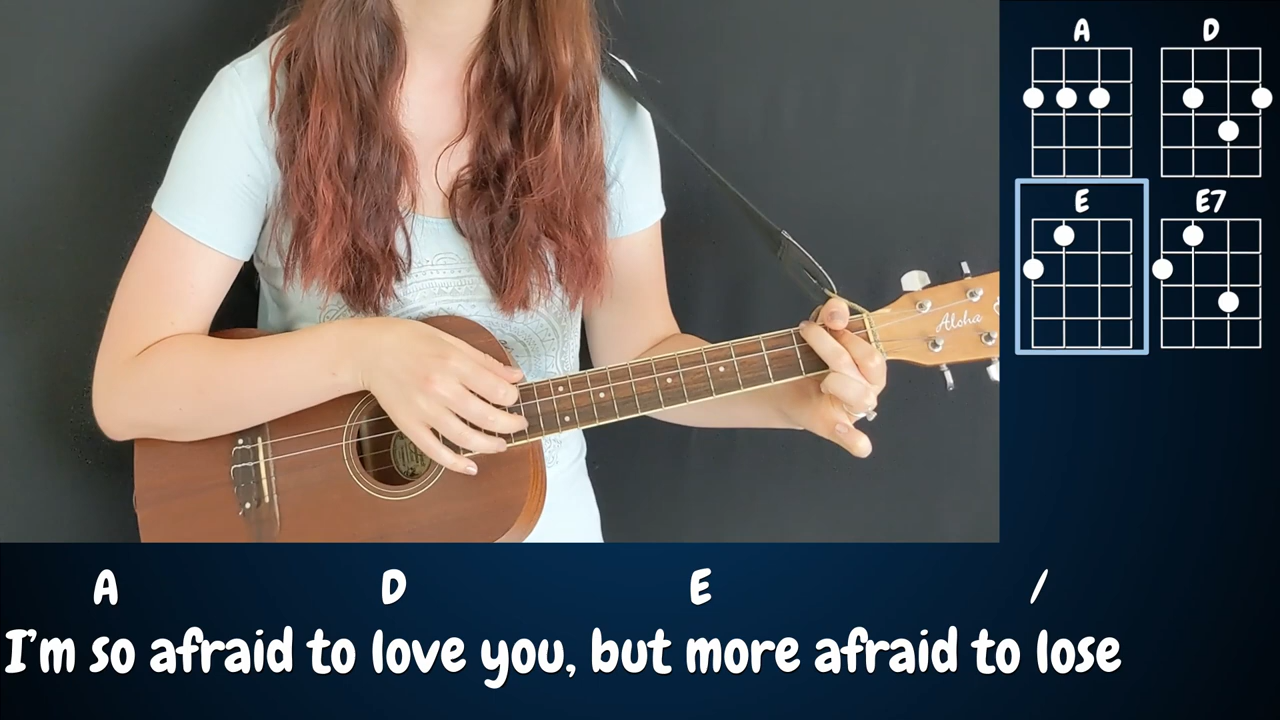 A D
E E7
Aloha
A D E /
I'm so afraid to love you, but more afraid to lose